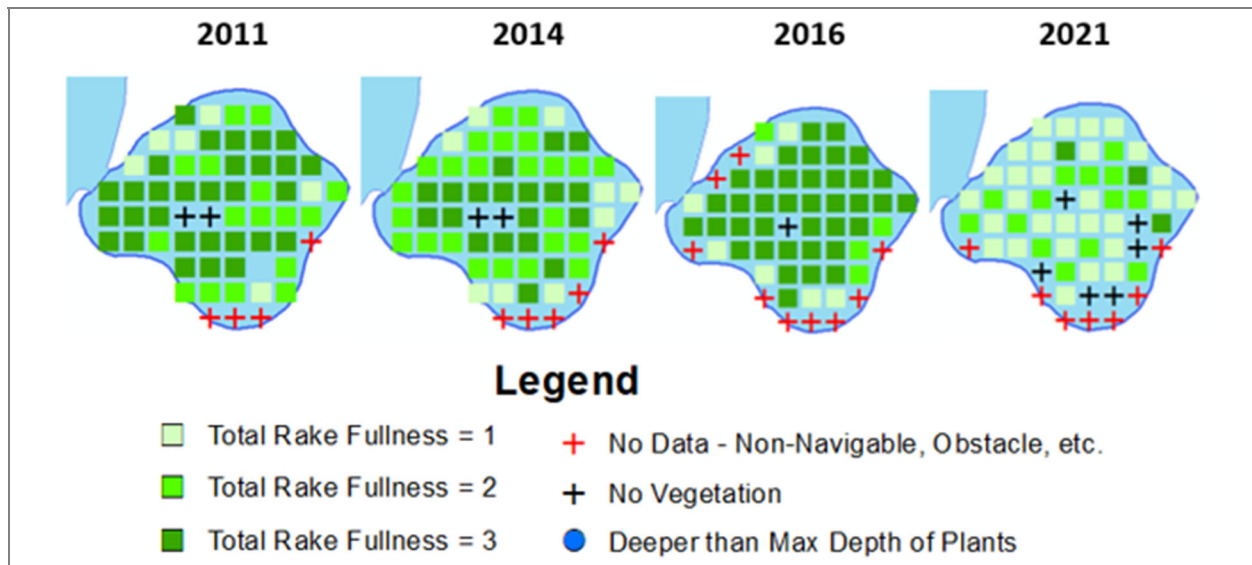 2011 2014 2016 2021
Legend
Total Rake Fullness = 1
Total Rake Fullness = 2
Total Rake Fullness = 3
No Data - Non-Navigable, Obstacle, etc.
No Vegetation
Deeper than Max Depth of Plants